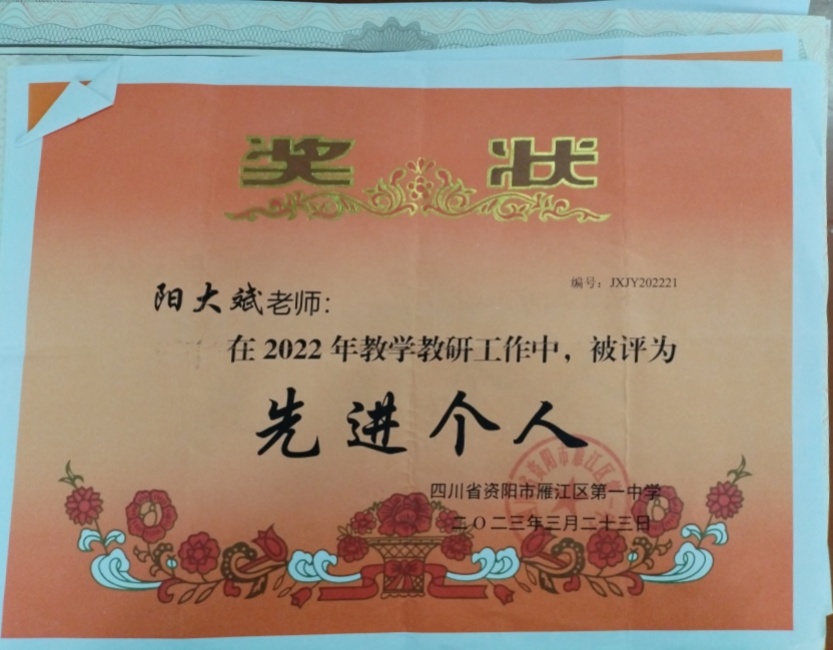 奖 状
编号：JXJY202221
阳大斌老师：
在2022年教学教研工作中，被评为
先进个人
四川省资阳市雁江区第一中学
二〇二三年三月二十三日